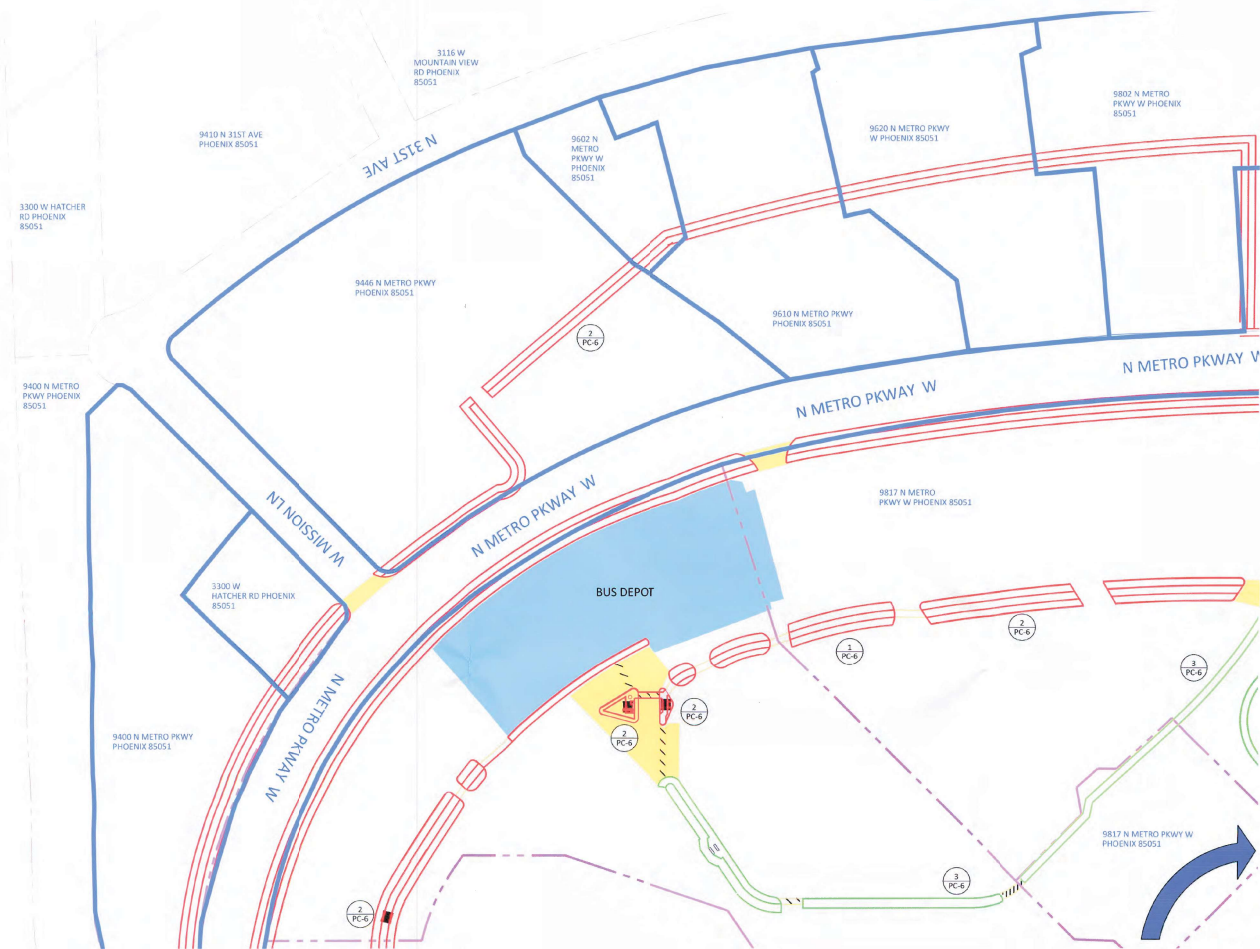 3116 W
MOUNTAIN VIEW
RD PHOENIX
85051
9410 N 31ST AVE
PHOENIX 85051
N 31ST AVE
9602 N
METRO
PKWY W
PHOENIX
85051
9620 N METRO PKWY
W PHOENIX 85051
9802 N METRO
PKWY W PHOENIX
85051
3300 W HATCHER
RD PHOENIX
85051
9446 N METRO PKWY
PHOENIX 85051
2
PC-6
9610 N METRO PKWY
PHOENIX 85051
9400 N METRO
PKWY PHOENIX
85051
N METRO PKWAY W
N METRO PKWAY W
N METRO PKWAY W
W MISSION LN
9817 N METRO
PKWY W PHOENIX 85051
3300 W
HATCHER RD PHOENIX
85051
BUS DEPOT
1
PC-6
2
PC-6
3
PC-6
2
PC-6
2
PC-6
N METRO PKWAY W
9400 N METRO PKWY
PHOENIX 85051
9817 N METRO PKWY W
PHOENIX 85051
3
PC-6
2
PC-6